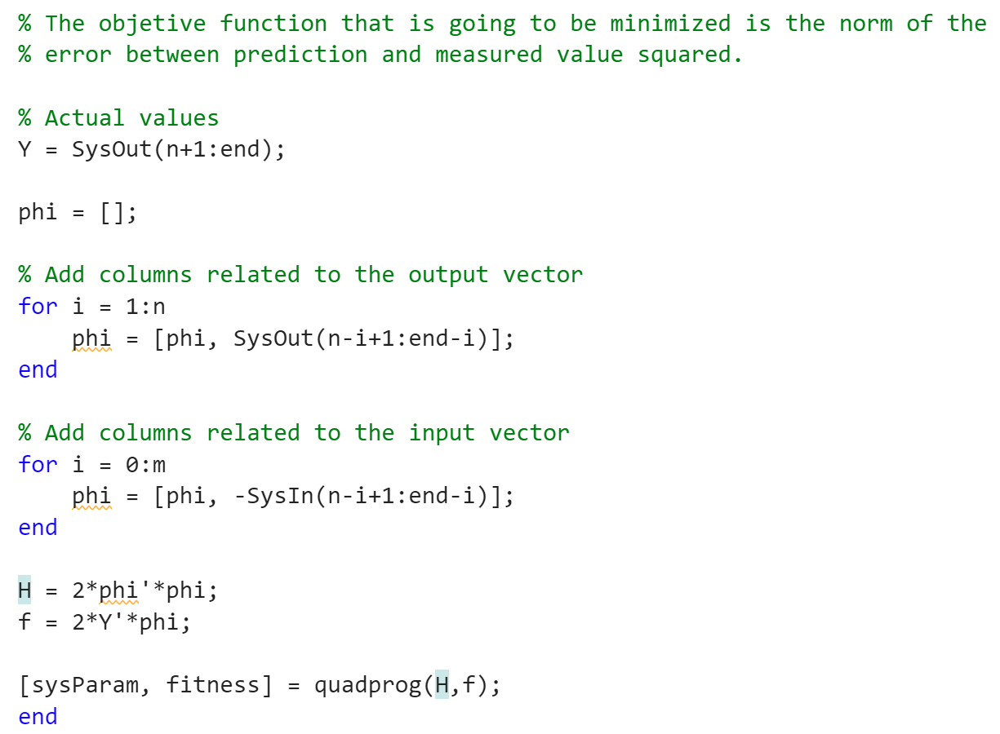 % The objetive function that is going to be minimized is the norm of the
% error between prediction and measured value squared.
% Actual values
Y = SysOut(n+1:end);
phi = [];
% Add columns related to the output vector
for i = 1:n
    phi = [phi, SysOut(n-i+1:end-i)];
end
% Add columns related to the input vector
for i = 0:m
    phi = [phi, -SysIn(n-i+1:end-i)];
end
H = 2*phi'*phi;
f = 2*Y'*phi;
[sysParam, fitness] = quadprog(H,f);
end